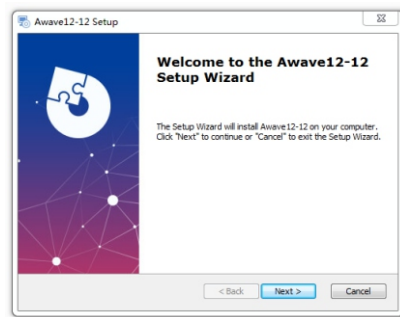 Awave12-12 Setup
Welcome to the Awave12-12
Setup Wizard
The Setup Wizard will install Awave12-12 on your computer.
Click "Next" to continue or "Cancel" to exit the Setup Wizard.
< Back
Next >
Cancel